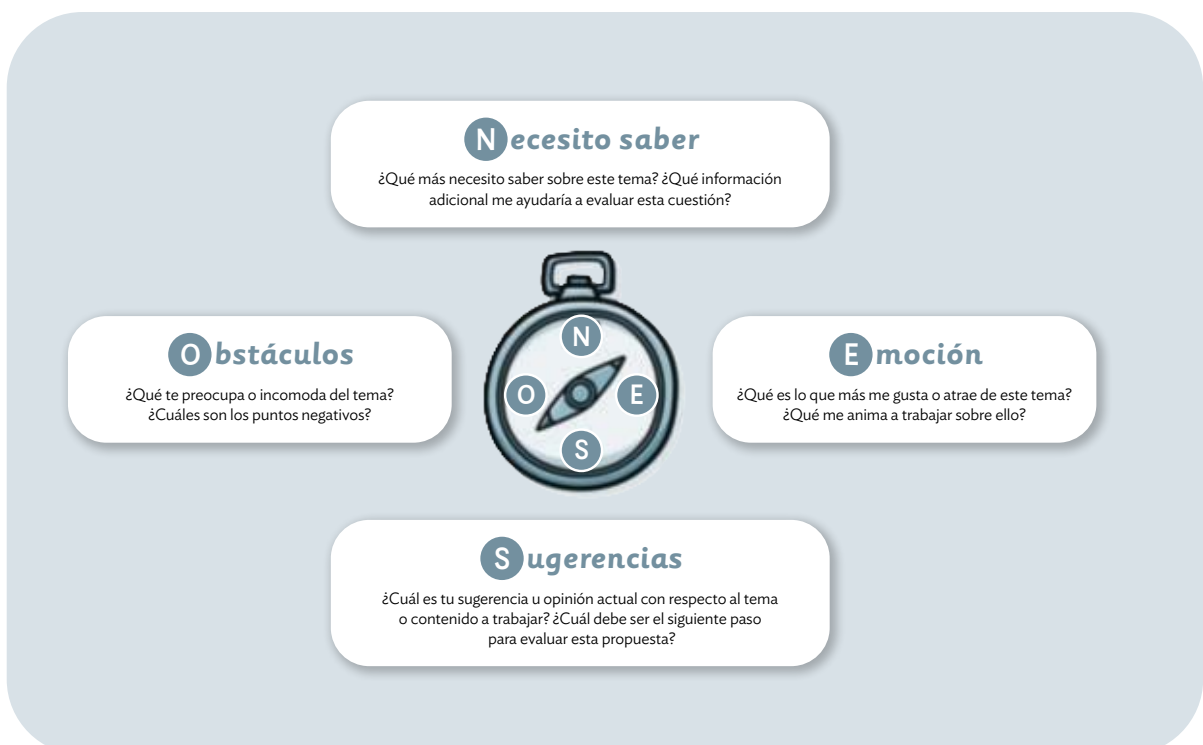 Necesito saber
¿Qué más necesito saber sobre este tema? ¿Qué información
adicional me ayudaría a evaluar esta cuestión?
Obstáculos
¿Qué te preocupa o incomoda del tema?
¿Cuáles son los puntos negativos?
N
O
E
S
Emoción
¿Qué es lo que más me gusta o atrae de este tema?
¿Qué me anima a trabajar sobre ello?
Sugerencias
¿Cuál es tu sugerencia u opinión actual con respecto al tema
o contenido a trabajar? ¿Cuál debe ser el siguiente paso
para evaluar esta propuesta?